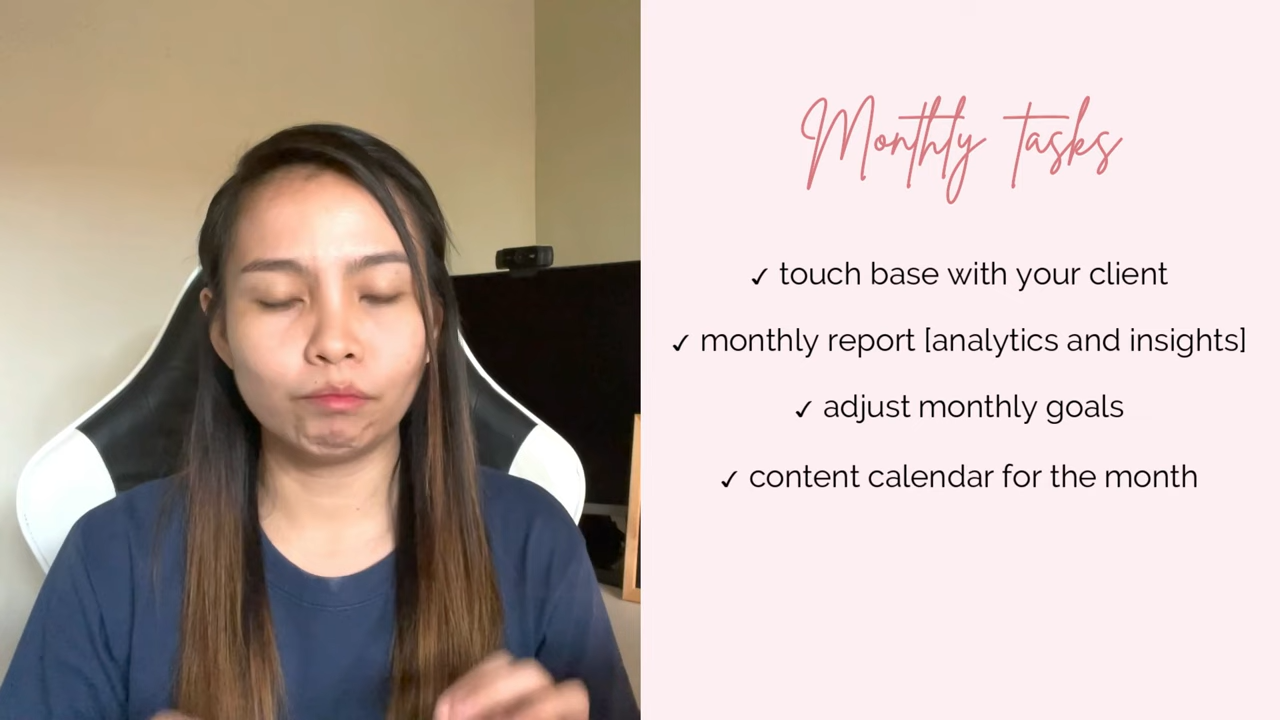 Monthly tasks
✓ touch base with your client
✓ monthly report [analytics and insights]
✓ adjust monthly goals
✓ content calendar for the month